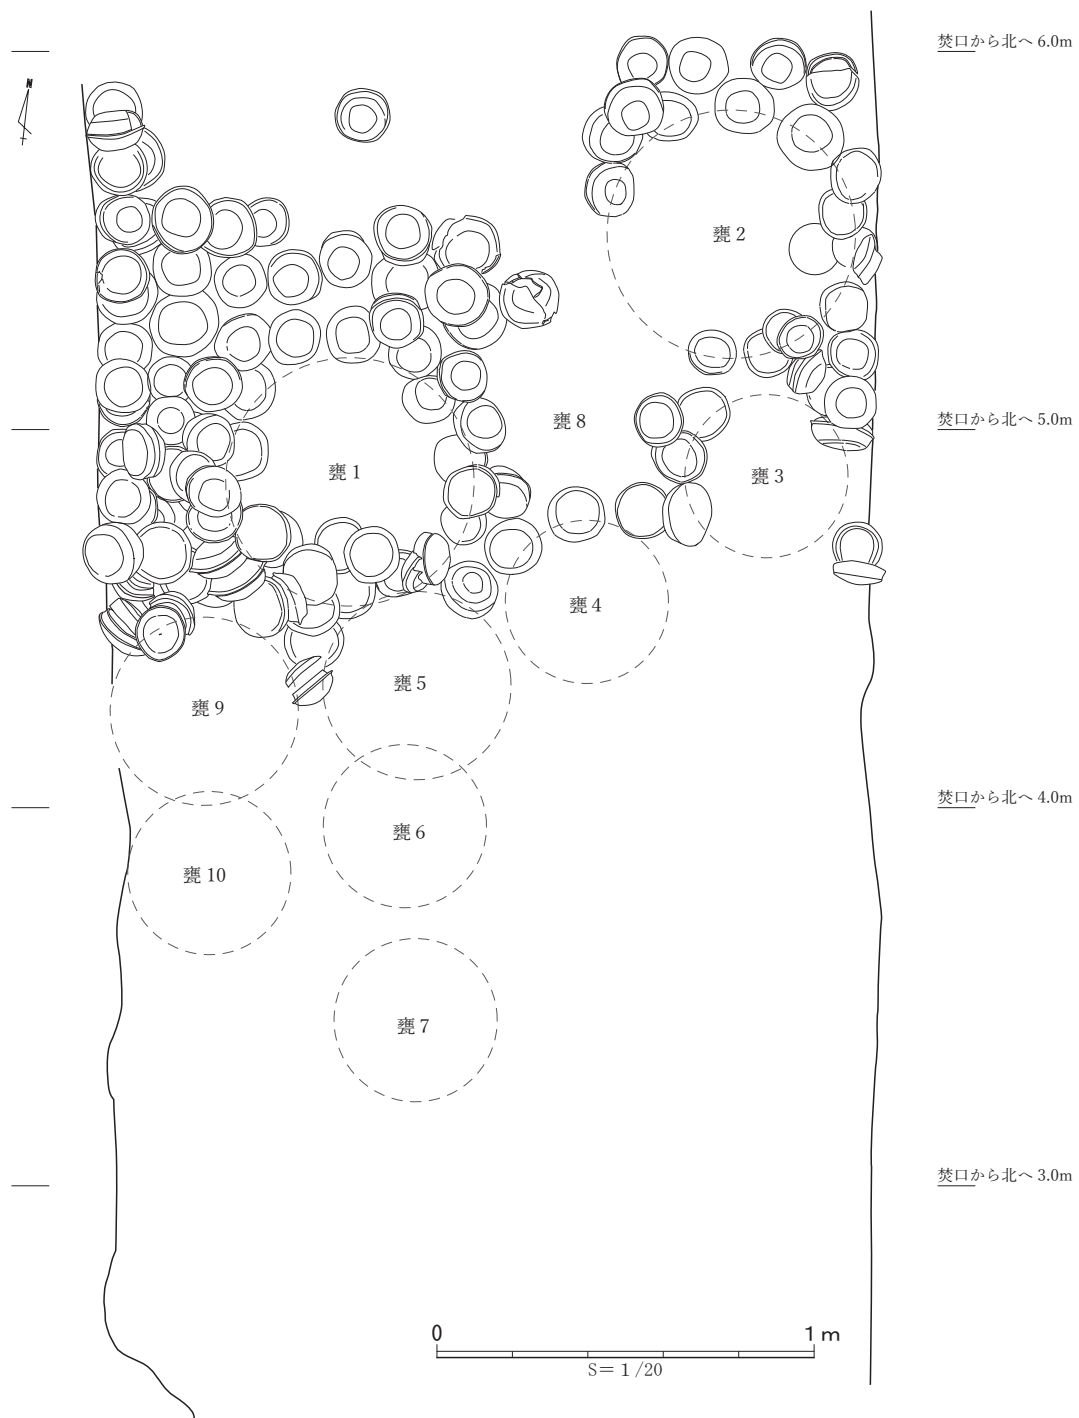 焚口から北へ 6.0m
N
甕 2
焚口から北へ 5.0m
甕 8
甕 1
甕 3
甕 4
甕 5
甕 9
焚口から北へ 4.0m
甕 6
甕 10
甕 7
焚口から北へ 3.0m
0 1 m
S= 1 /20